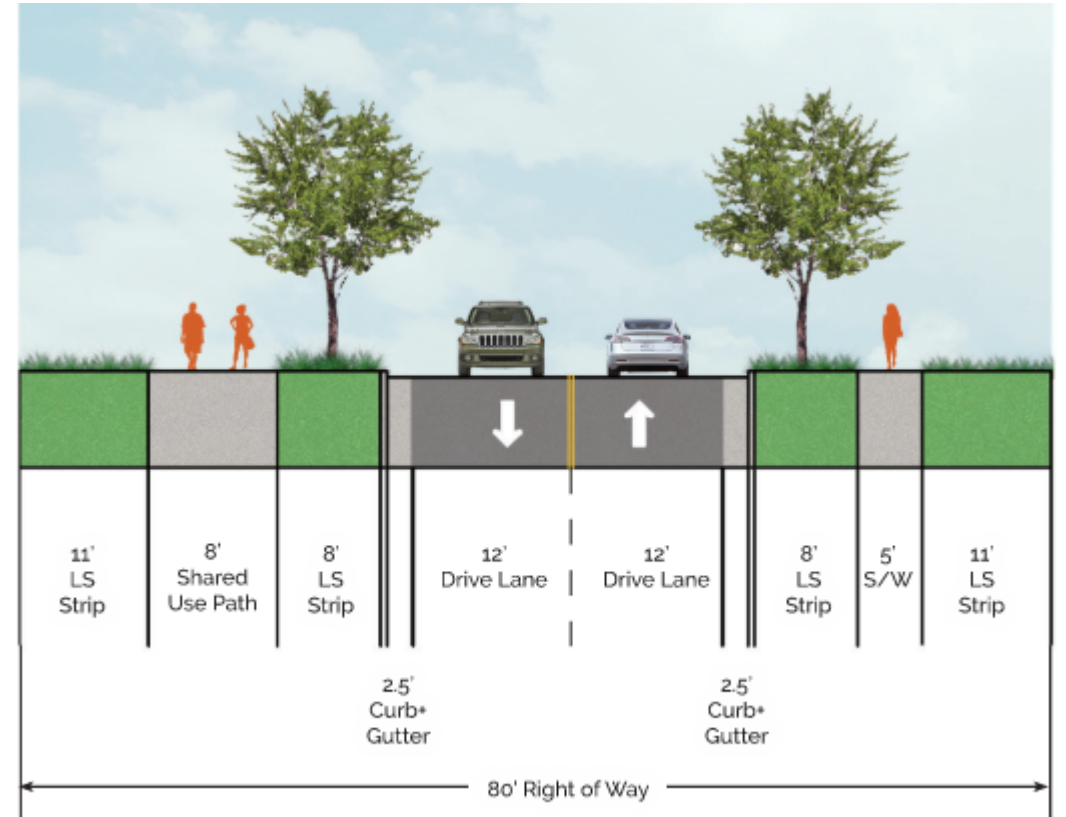 11'
LS
Strip
8'
Shared
Use Path
8'
LS
Strip
12'
Drive Lane
12'
Drive Lane
8'
LS
Strip
5'
S/W
11'
LS
Strip
2.5'
Curb+
Gutter
2.5'
Curb+
Gutter
80' Right of Way